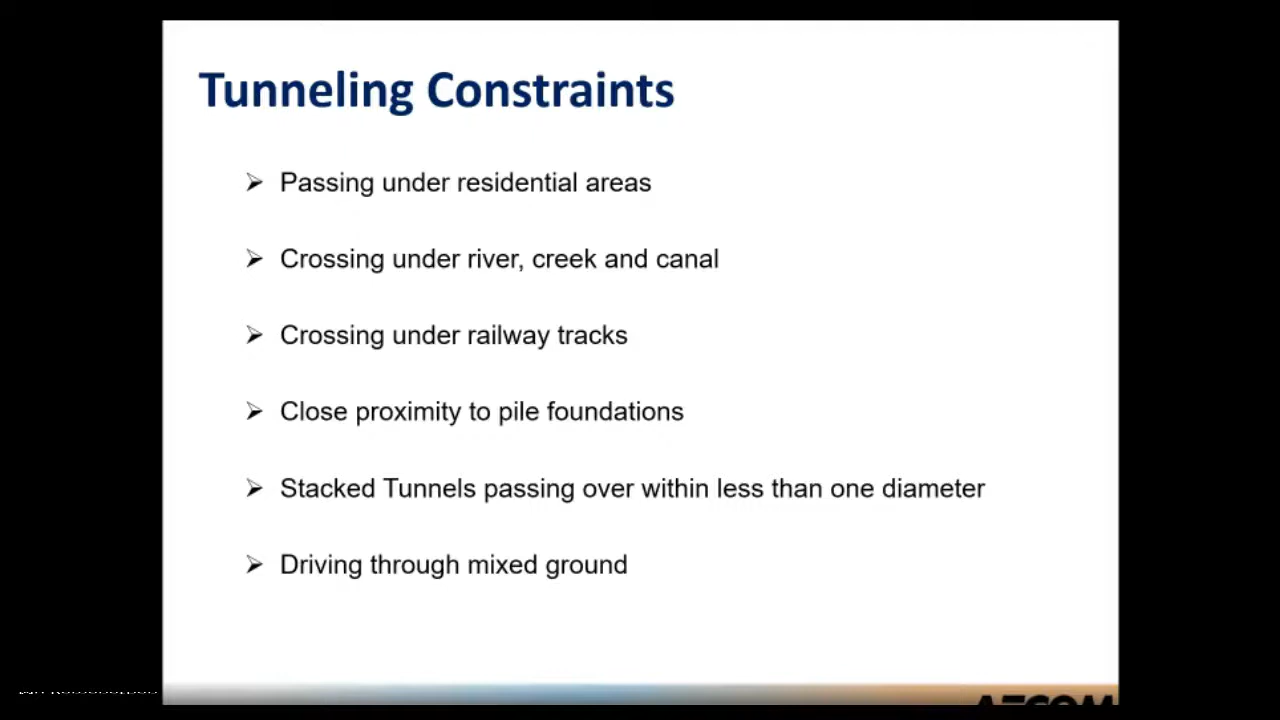 Tunneling Constraints
➢ Passing under residential areas
➢ Crossing under river, creek and canal
➢ Crossing under railway tracks
➢ Close proximity to pile foundations
➢ Stacked Tunnels passing over within less than one diameter
➢ Driving through mixed ground
AECOM